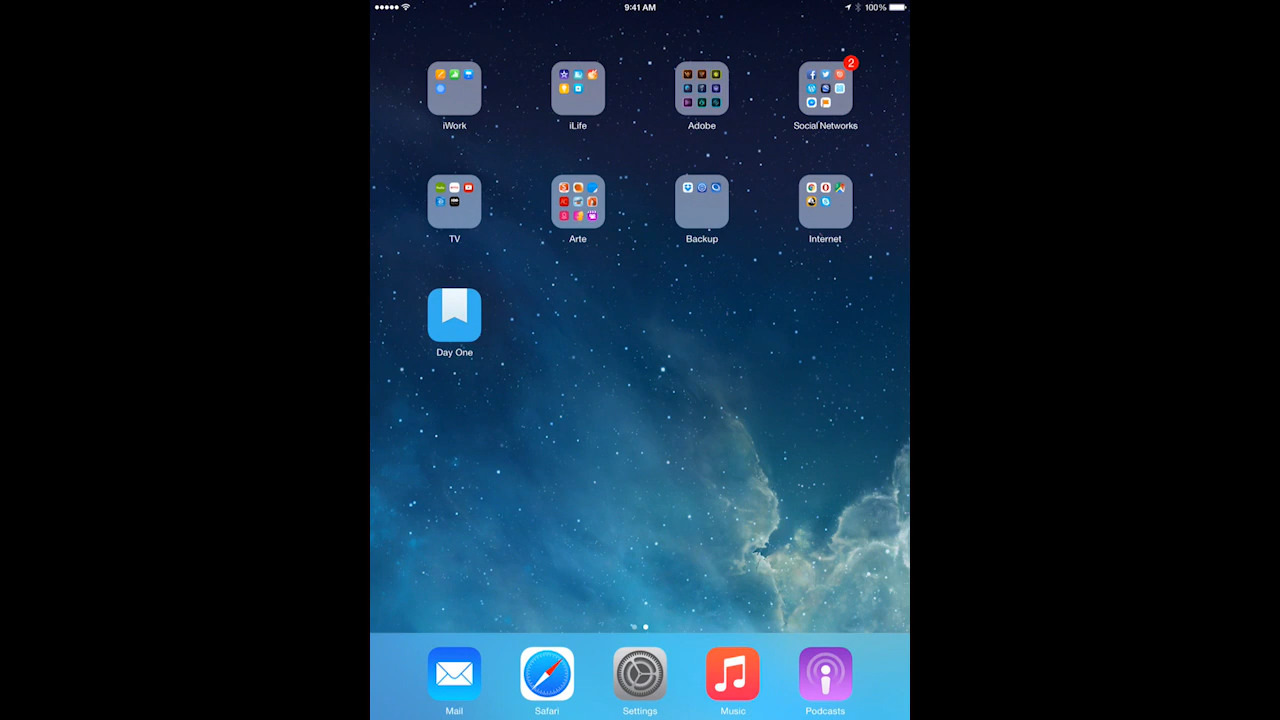 9:41 AM 100%
2
iWork iLife Adobe Social Networks
TV Arte Backup Internet
Day One
Mail Safari Settings Music Podcasts